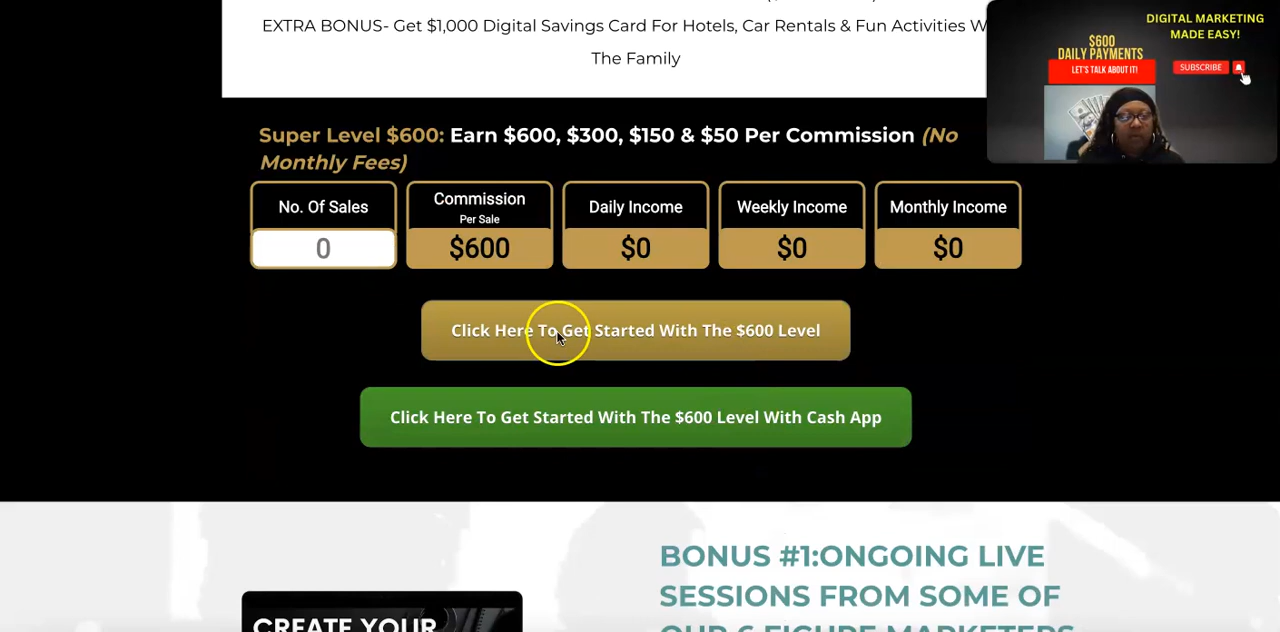 EXTRA BONUS- Get $1,000 Digital Savings Card For Hotels, Car Rentals & Fun Activities
The Family
DIGITAL MARKETING
MADE EASY!
$600
DAILY PAYMENTS
LET'S TALK ABOUT IT!
SUBSCRIBE
Super Level $600: Earn $600, $300, $150 & $50 Per Commission (No
Monthly Fees)
No. Of Sales
0
Commission
Per Sale
$600
Daily Income
$0
Weekly Income
$0
Monthly Income
$0
Click Here To Get Started With The $600 Level
Click Here To Get Started With The $600 Level With Cash App
BONUS #1:ONGOING LIVE
SESSIONS FROM SOME OF
CREATE YOUR
OUR 6 FIGURE MARKETERS